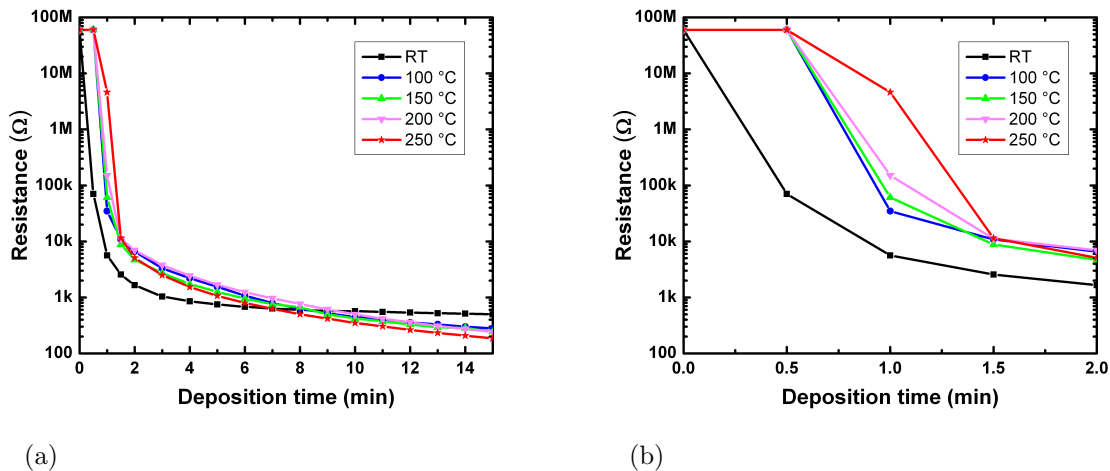 100M
10M
1M
100k
10k
1k
100
Resistance (Ω)
0 2 4 6 8 10 12 14
Deposition time (min)
RT
100 °C
150 °C
200 °C
250 °C
(a)
100M
10M
1M
100k
10k
1k
100
Resistance (Ω)
0.0 0.5 1.0 1.5 2.0
Deposition time (min)
RT
100 °C
150 °C
200 °C
250 °C
(b)